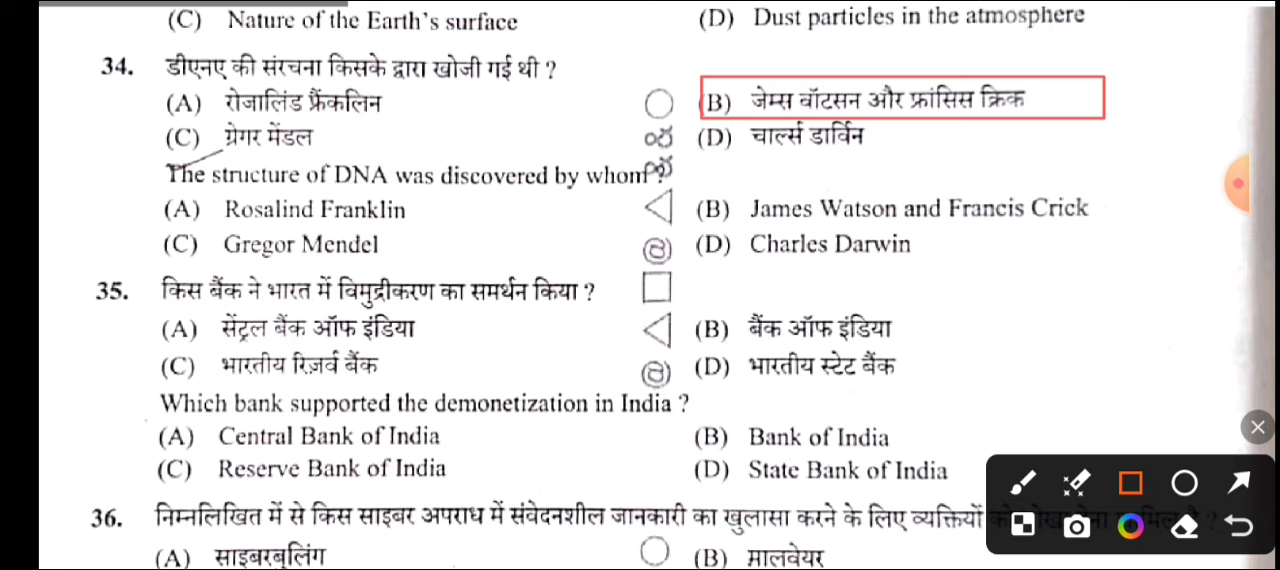 (C) Nature of the Earth's surface (D) Dust particles in the atmosphere
34. डीएनए की संरचना किसके द्वारा खोजी गई थी ?
(A) रोजालिंड फ्रैंकलिन (B) जेम्स वॉटसन और फ्रांसिस क्रिक
(C) ग्रेगर मेंडल (D) चार्ल्स डार्विन
The structure of DNA was discovered by whom ?
(A) Rosalind Franklin (B) James Watson and Francis Crick
(C) Gregor Mendel (D) Charles Darwin
35. किस बैंक ने भारत में विमुद्रीकरण का समर्थन किया ?
(A) सेंट्रल बैंक ऑफ इंडिया (B) बैंक ऑफ इंडिया
(C) भारतीय रिज़र्व बैंक (D) भारतीय स्टेट बैंक
Which bank supported the demonetization in India ?
(A) Central Bank of India (B) Bank of India
(C) Reserve Bank of India (D) State Bank of India
36. निम्नलिखित में से किस साइबर अपराध में संवेदनशील जानकारी का खुलासा करने के लिए व्यक्तियों
(A) साइबरबुलिंग (B) मालवेयर